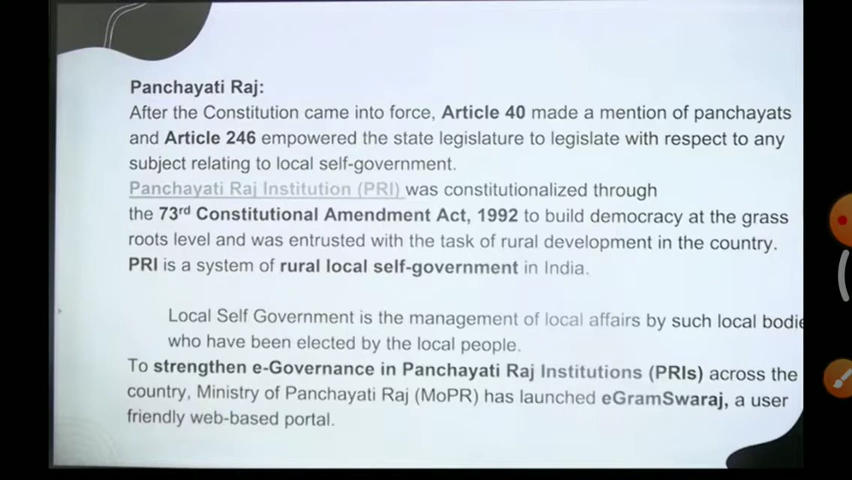 Panchayati Raj:
After the Constitution came into force, Article 40 made a mention of panchayats
and Article 246 empowered the state legislature to legislate with respect to any
subject relating to local self-government.
Panchayati Raj Institution (PRI) was constitutionalized through
the 73rd Constitutional Amendment Act, 1992 to build democracy at the grass
roots level and was entrusted with the task of rural development in the country.
PRI is a system of rural local self-government in India.
Local Self Government is the management of local affairs by such local bodie
who have been elected by the local people.
To strengthen e-Governance in Panchayati Raj Institutions (PRIs) across the
country, Ministry of Panchayati Raj (MoPR) has launched eGramSwaraj, a user
friendly web-based portal.